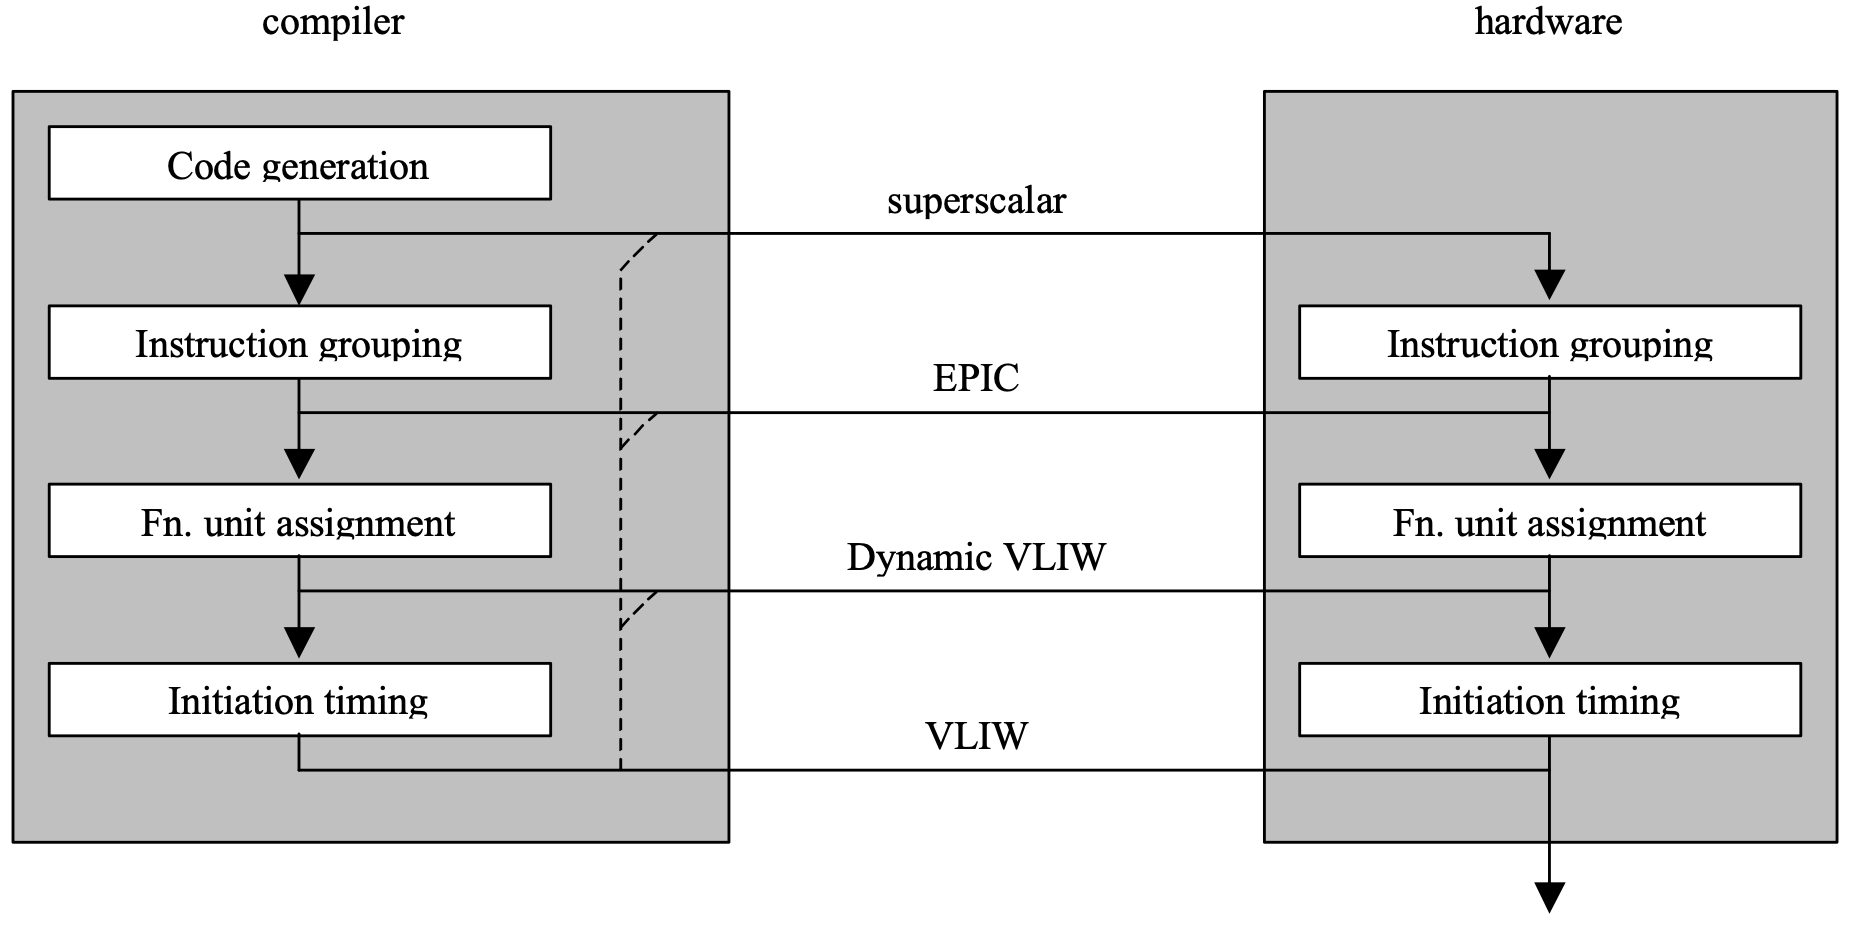 compiler
hardware
Code generation
superscalar
Instruction grouping
Instruction grouping
EPIC
Fn. unit assignment
Fn. unit assignment
Dynamic VLIW
Initiation timing
Initiation timing
VLIW